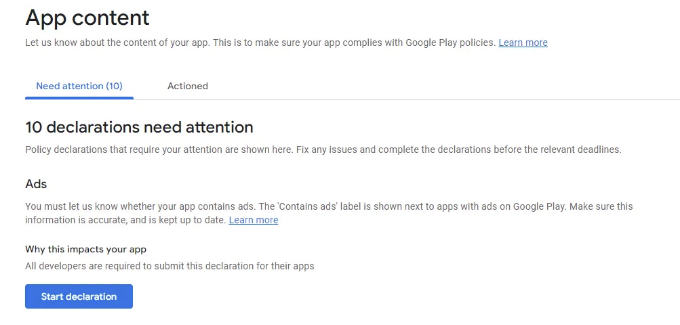 App content
Let us know about the content of your app. This is to make sure your app complies with Google Play policies. Learn more
Need attention (10)
Actioned
10 declarations need attention
Policy declarations that require your attention are shown here. Fix any issues and complete the declarations before the relevant deadlines.
Ads
You must let us know whether your app contains ads. The 'Contains ads' label is shown next to apps with ads on Google Play. Make sure this
information is accurate, and is kept up to date. Learn more
Why this impacts your app
All developers are required to submit this declaration for their apps
Start declaration